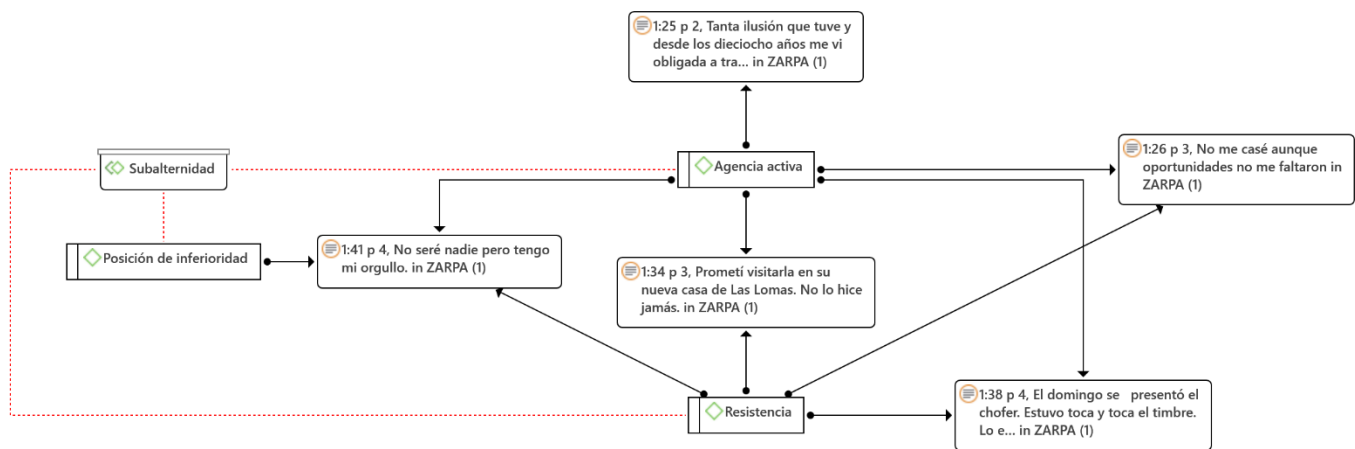 1:25 p 2, Tanta ilusión que tuve y
desde los dieciocho años me vi
obligada a tra... in ZARPA (1)
Subalternidad
Agencia activa
1:26 p 3, No me casé aunque
oportunidades no me faltaron in
ZARPA (1)
Posición de inferioridad
1:41 p 4, No seré nadie pero tengo
mi orgullo. in ZARPA (1)
1:34 p 3, Prometí visitarla en su
nueva casa de Las Lomas. No lo hice
jamás. in ZARPA (1)
Resistencia
1:38 p 4, El domingo se presentó el
chofer. Estuvo toca y toca el timbre.
Lo e... in ZARPA (1)